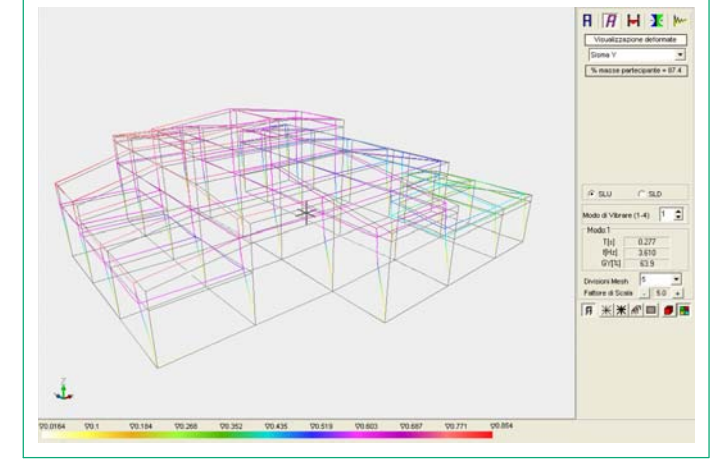 Visualizzazione deformate
Sisma Y
% masse partecipante = 87.4
SLU SLD
Modo di Vibrare (1-4) 1
Modo 1
T[s] 0.277
f[Hz] 3.610
GY[%] 63.9
Divisioni Mesh 5
Fattore di Scala - 5.0 +
Z
∇0.0164 ∇0.1 ∇0.184 ∇0.268 ∇0.352 ∇0.435 ∇0.519 ∇0.603 ∇0.687 ∇0.771 ∇0.854